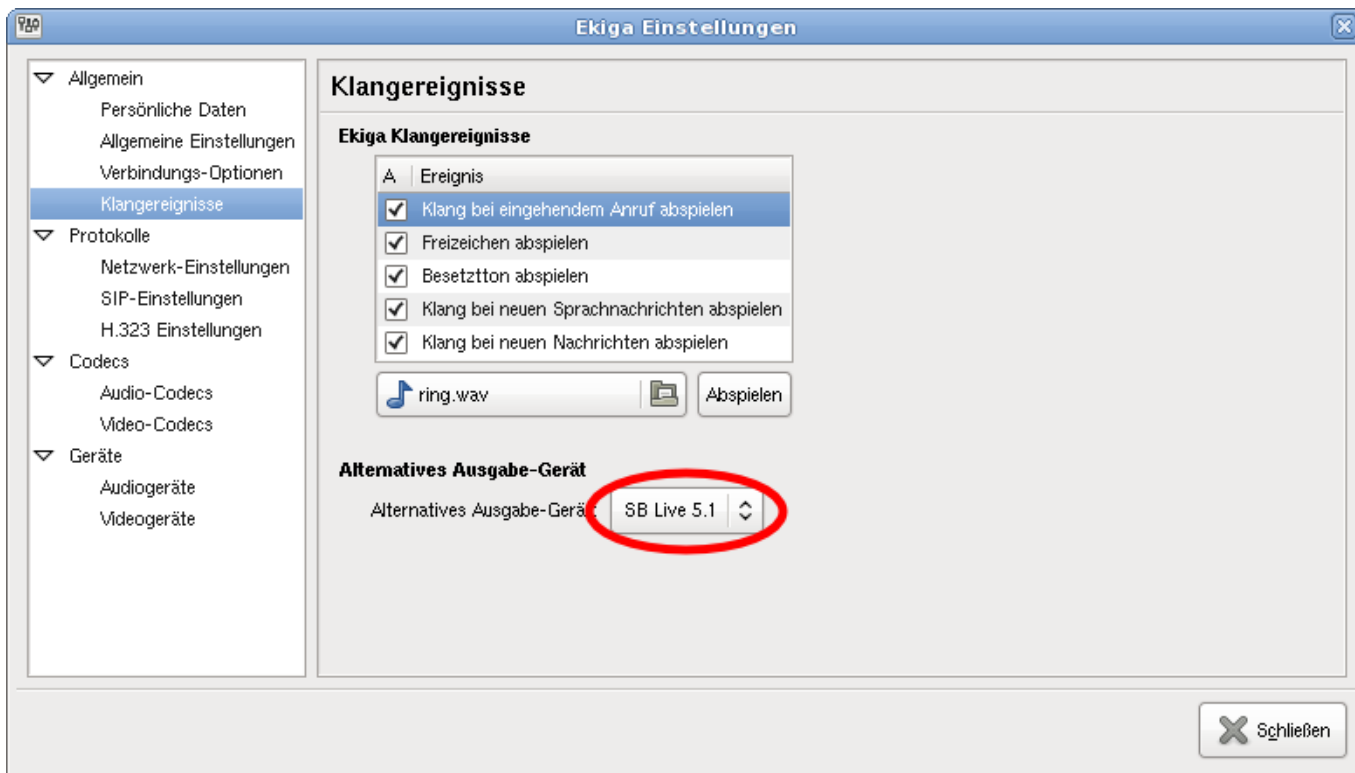 Ekiga Einstellungen
Allgemein
Persönliche Daten
Allgemeine Einstellungen
Verbindungs-Optionen
Klangereignisse
Protokolle
Netzwerk-Einstellungen
SIP-Einstellungen
H.323 Einstellungen
Codecs
Audio-Codecs
Video-Codecs
Geräte
Audiogeräte
Videogeräte
Klangereignisse
Ekiga Klangereignisse
A Ereignis
Klang bei eingehendem Anruf abspielen
Freizeichen abspielen
Besetztton abspielen
Klang bei neuen Sprachnachrichten abspielen
Klang bei neuen Nachrichten abspielen
ring.wav Abspielen
Alternatives Ausgabe-Gerät
Alternatives Ausgabe-Gerät: SB Live 5.1
Schließen